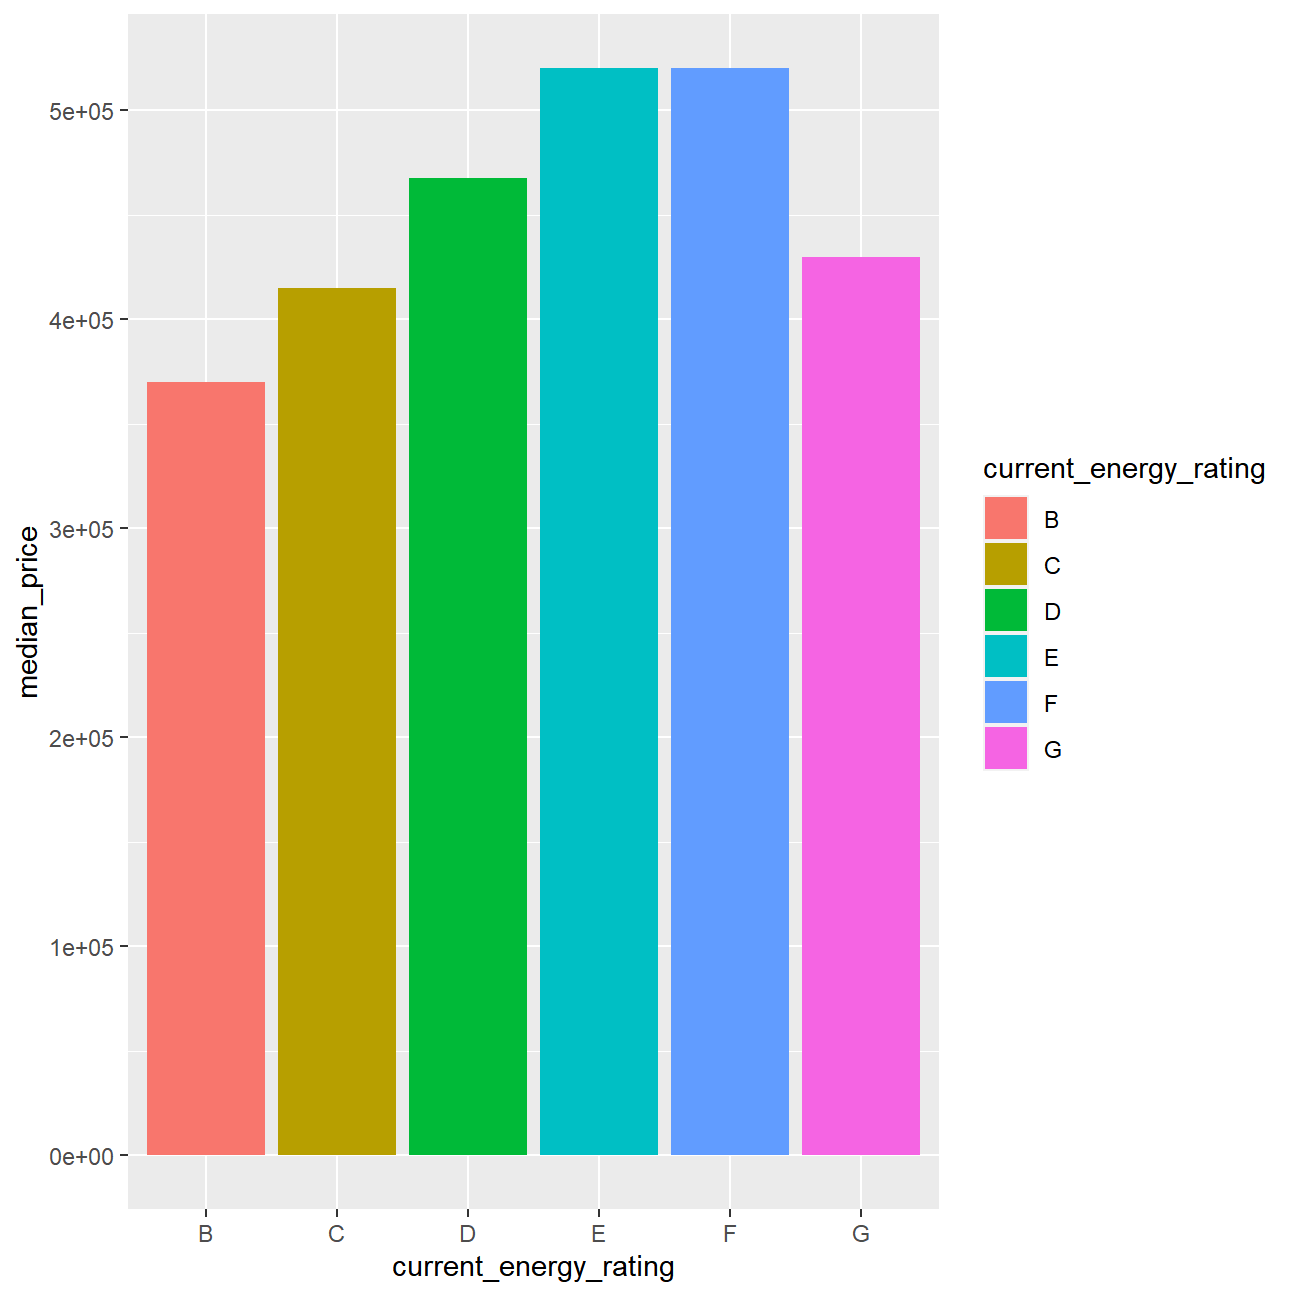 median_price
5e+05
4e+05
3e+05
2e+05
1e+05
0e+00
B C D E F G
current_energy_rating
current_energy_rating
B
C
D
E
F
G